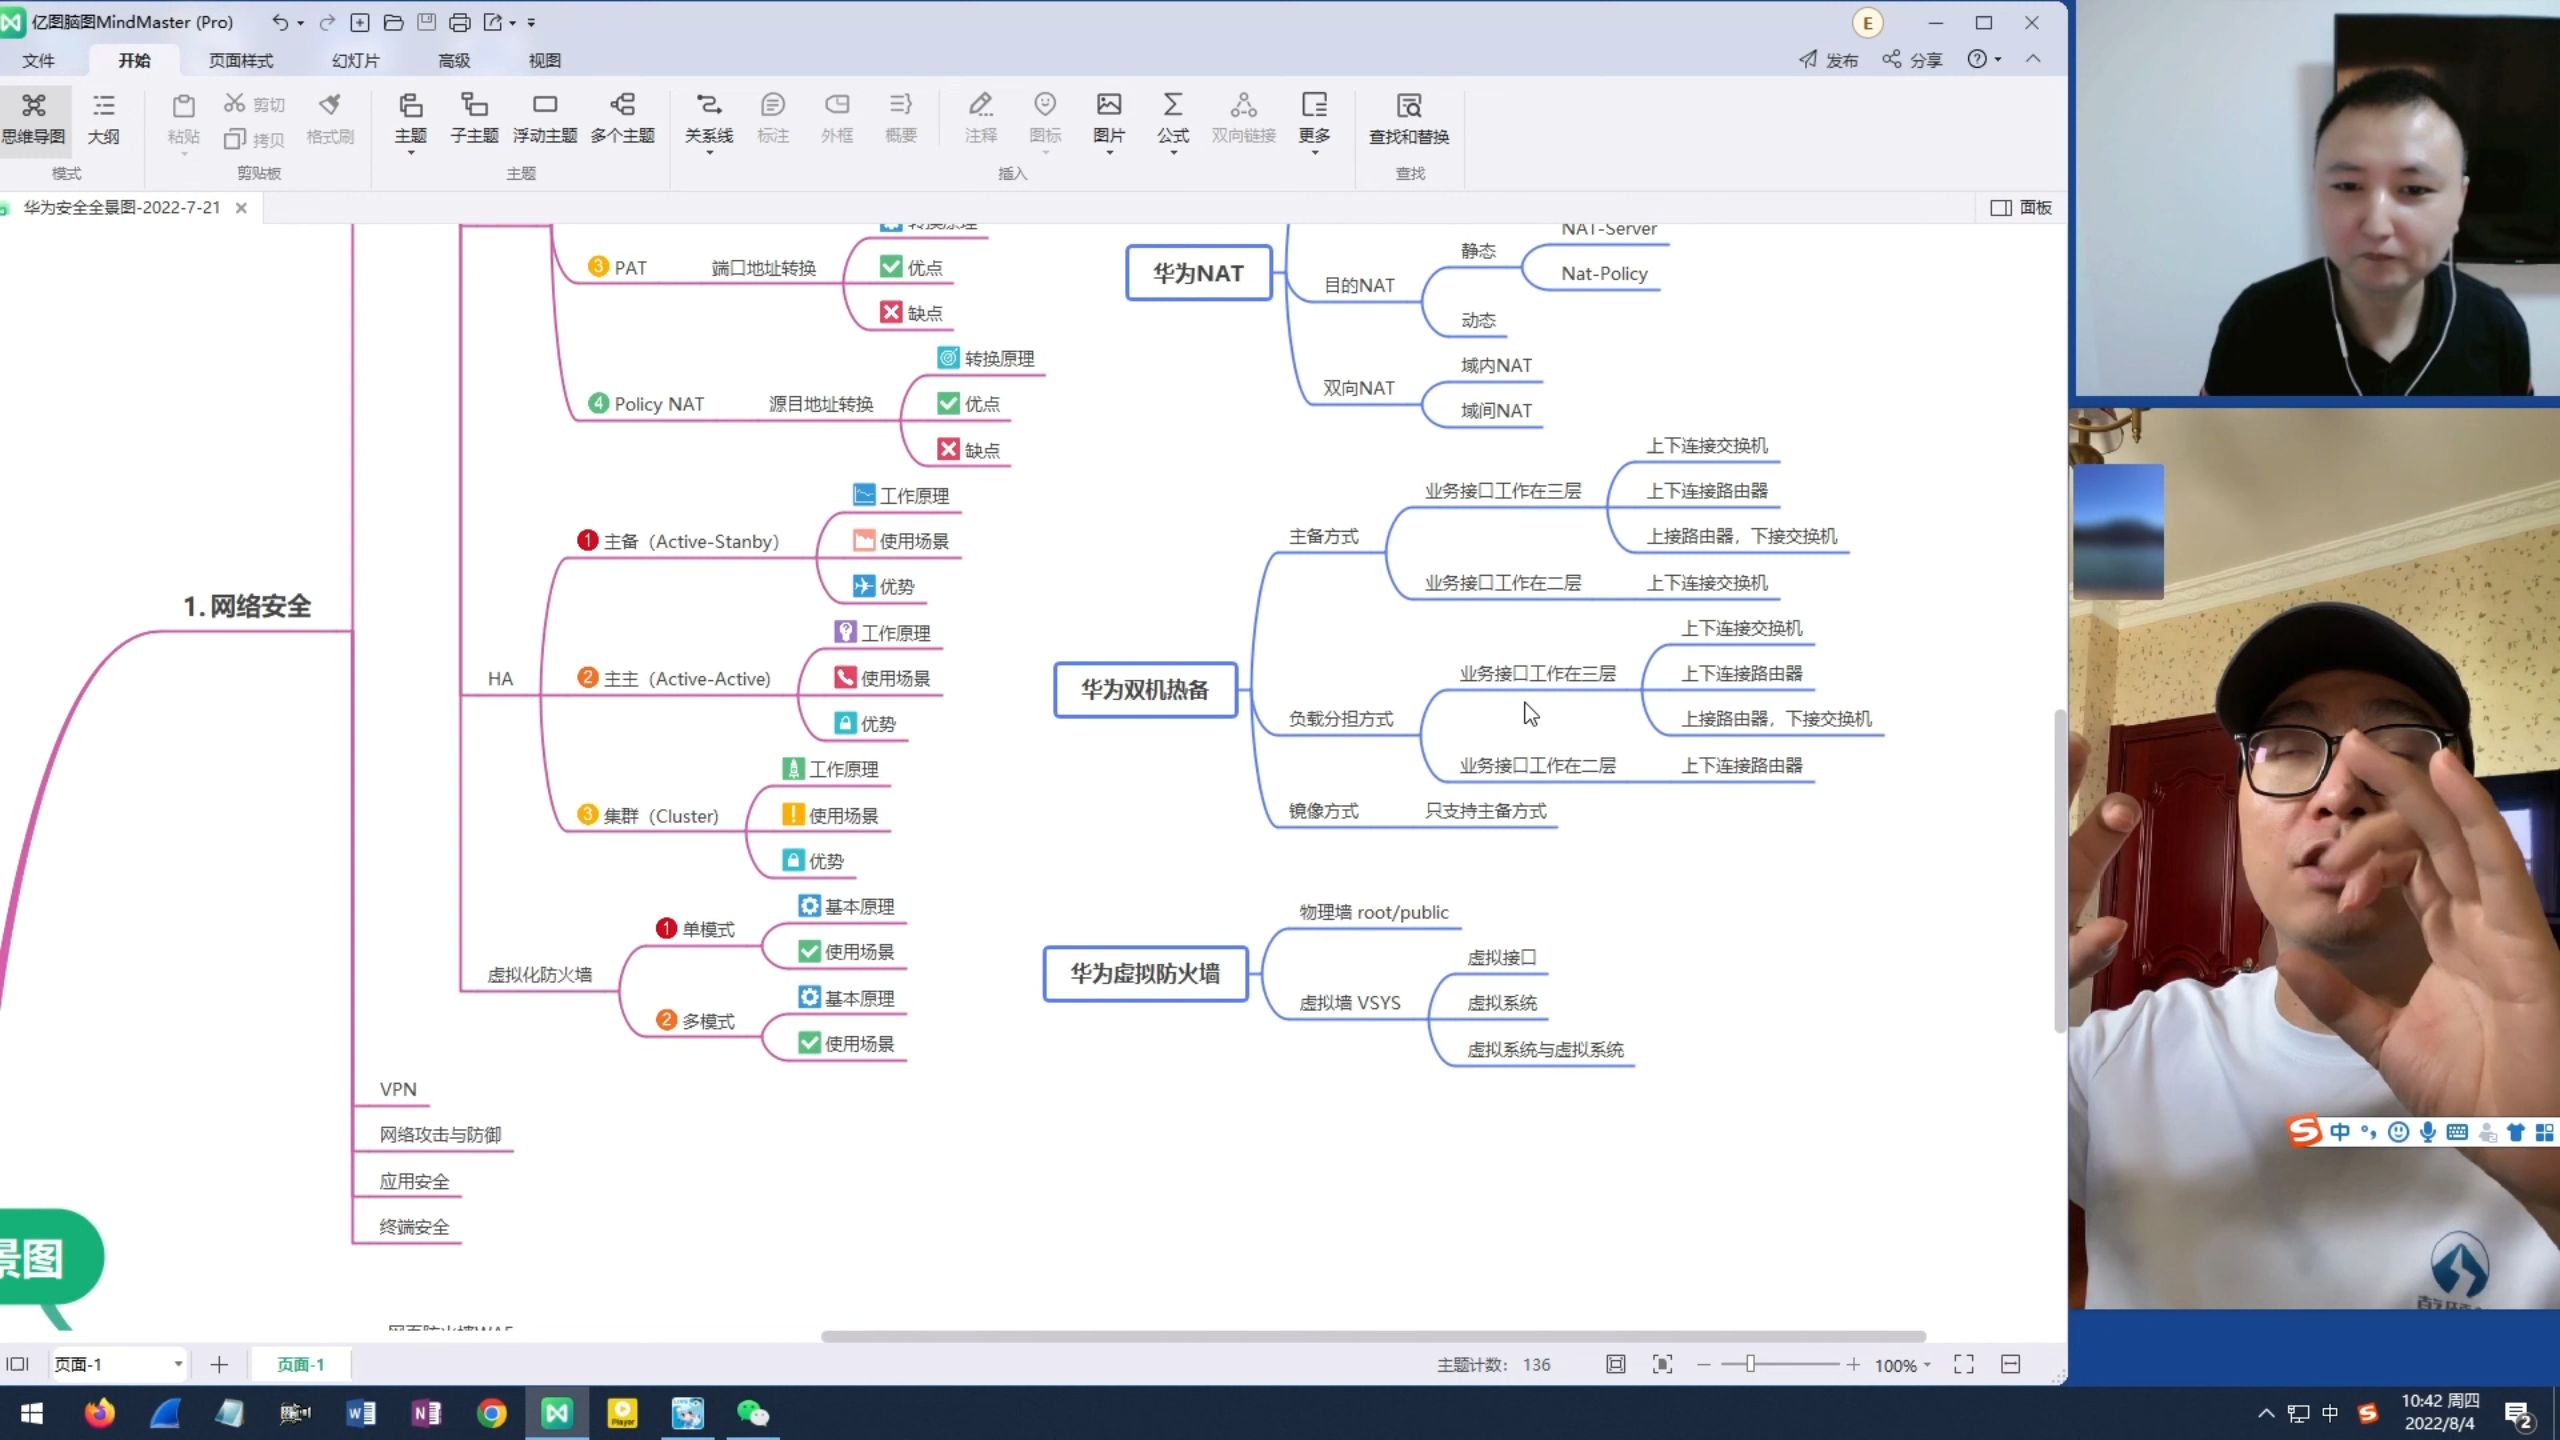 亿图脑图MindMaster (Pro)
E
文件
开始
页面样式
幻灯片
高级
视图
发布
分享
思维导图
大纲
粘贴
剪切
拷贝
格式刷
主题
子主题
浮动主题
多个主题
关系线
标注
外框
概要
注释
图标
图片
公式
双向链接
更多
查找和替换
模式
剪贴板
主题
插入
查找
华为安全全景图-2022-7-21
面板
1. 网络安全
转换原理
3 PAT
端口地址转换
优点
缺点
4 Policy NAT
源目地址转换
转换原理
优点
缺点
HA
1 主备（Active-Stanby）
工作原理
使用场景
优势
2 主主（Active-Active）
工作原理
使用场景
优势
3 集群（Cluster）
工作原理
使用场景
优势
虚拟化防火墙
1 单模式
基本原理
使用场景
2 多模式
基本原理
使用场景
VPN
网络攻击与防御
应用安全
终端安全
景图
华为NAT
目的NAT
静态
NAT-Server
Nat-Policy
动态
双向NAT
域内NAT
域间NAT
华为双机热备
主备方式
业务接口工作在三层
上下连接交换机
上下连接路由器
上接路由器，下接交换机
业务接口工作在二层
上下连接交换机
负载分担方式
业务接口工作在三层
上下连接交换机
上下连接路由器
上接路由器，下接交换机
业务接口工作在二层
上下连接路由器
镜像方式
只支持主备方式
华为虚拟防火墙
物理墙 root/public
虚拟墙 VSYS
虚拟接口
虚拟系统
虚拟系统与虚拟系统
中
页面-1
页面-1
主题计数： 136
100%
Player
中
10:42 周四
2022/8/4
2